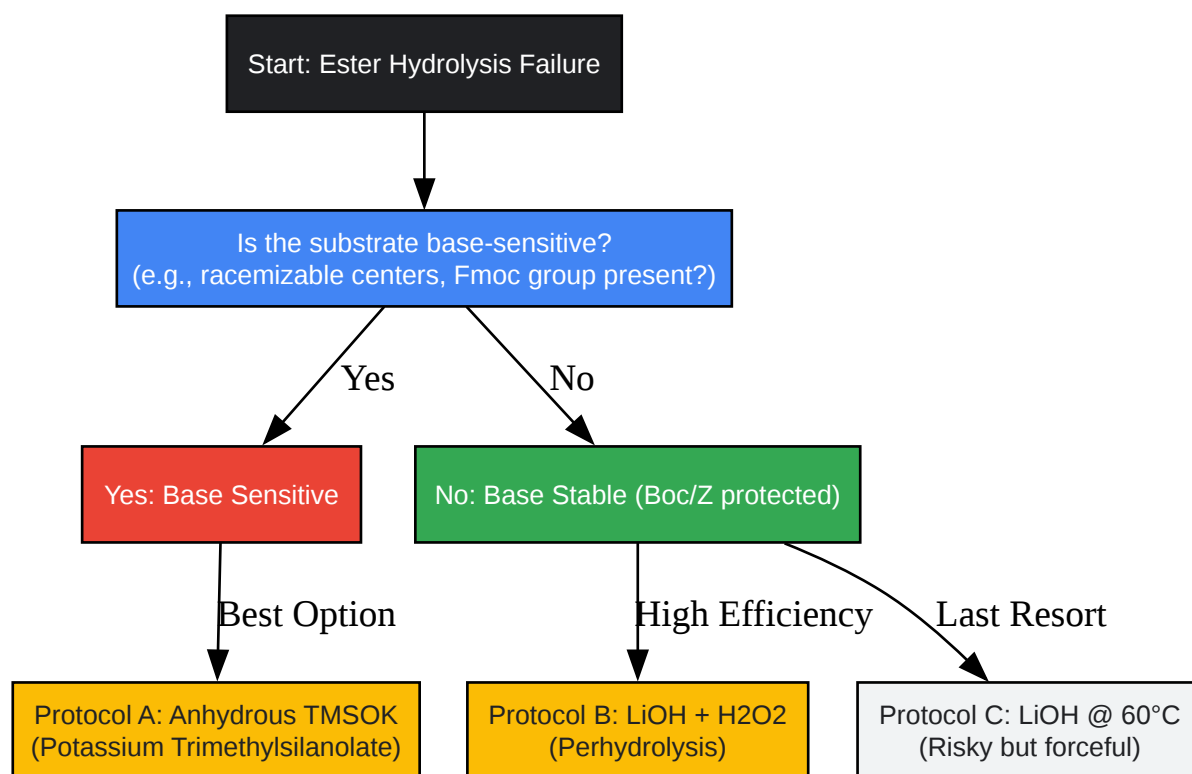 Start: Ester Hydrolysis Failure
Is the substrate base-sensitive?
(e.g., racemizable centers, Fmoc group present?)
Yes
No
Yes: Base Sensitive
No: Base Stable (Boc/Z protected)
Best Option
High Efficiency
Last Resort
Protocol A: Anhydrous TMSOK
(Potassium Trimethylsilanolate)
Protocol B: LiOH + H2O2
(Perhydrolysis)
Protocol C: LiOH @ 60°C
(Risky but forceful)